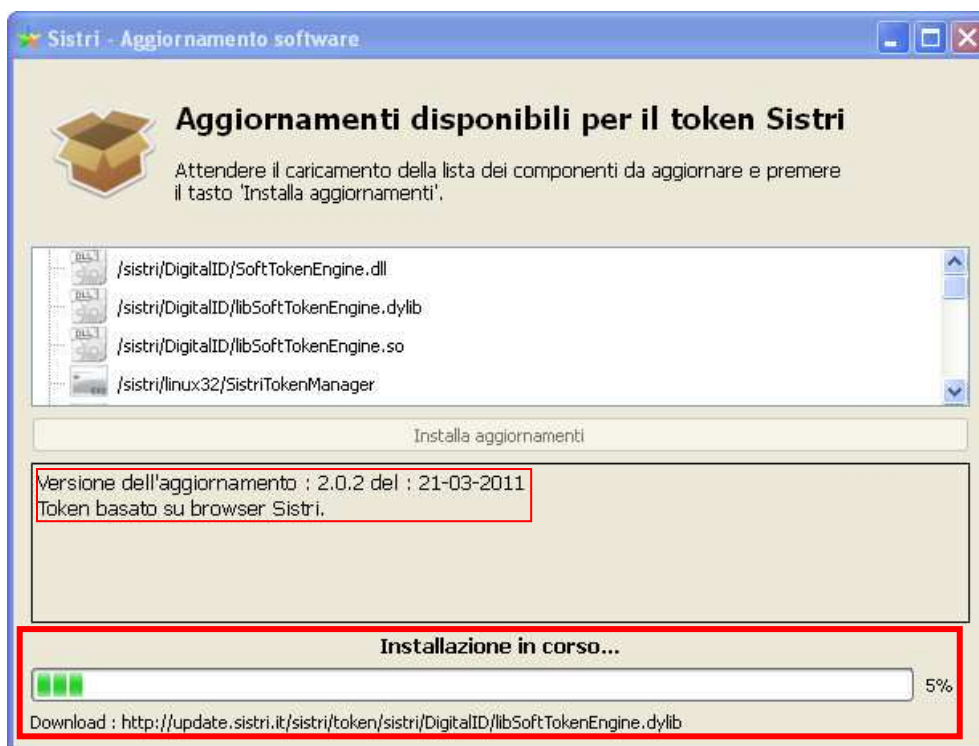 Sistri - Aggiornamento software
Aggiornamenti disponibili per il token Sistri
Attendere il caricamento della lista dei componenti da aggiornare e premere
il tasto 'Installa aggiornamenti'.
/sistri/DigitalID/SoftTokenEngine.dll
/sistri/DigitalID/libSoftTokenEngine.dylib
/sistri/DigitalID/libSoftTokenEngine.so
/sistri/linux32/SistriTokenManager
Installa aggiornamenti
Versione dell'aggiornamento : 2.0.2 del : 21-03-2011
Token basato su browser Sistri.
Installazione in corso...
5%
Download : http://update.sistri.it/sistri/token/sistri/DigitalID/libSoftTokenEngine.dylib